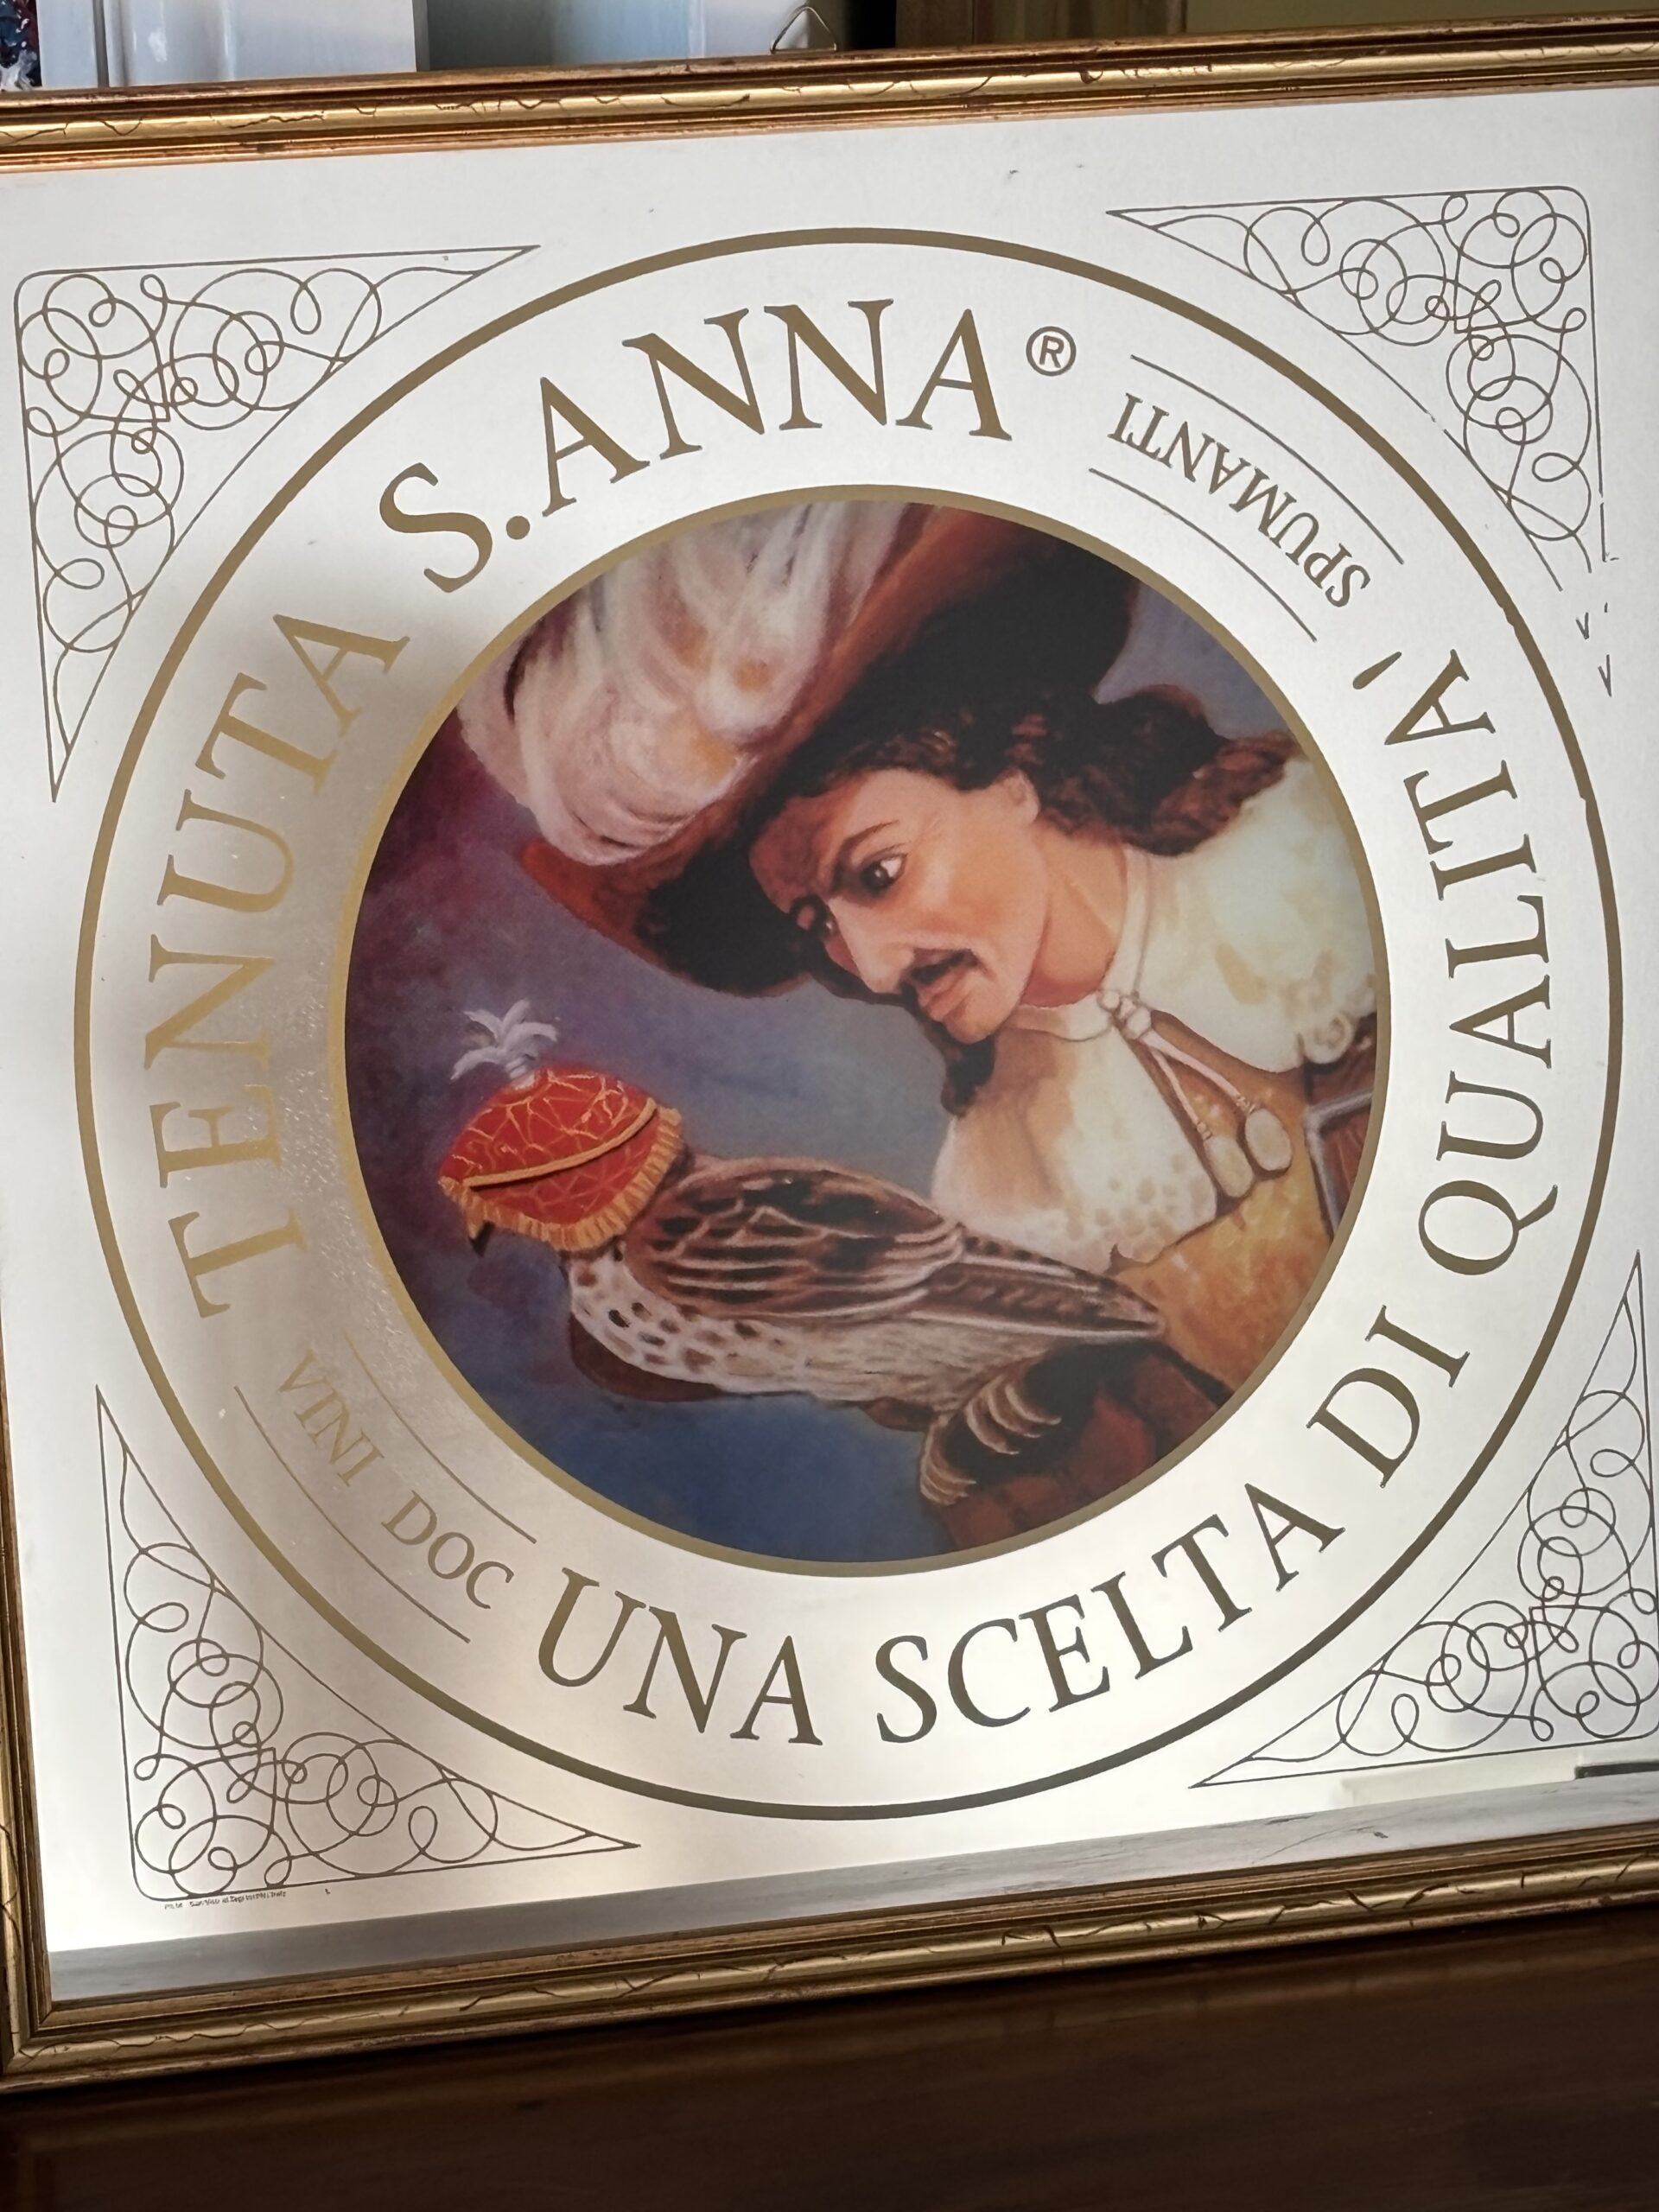 TENUTA S.ANNA®
SPUMANTI
VINI DOC
UNA SCELTA DI QUALITA'